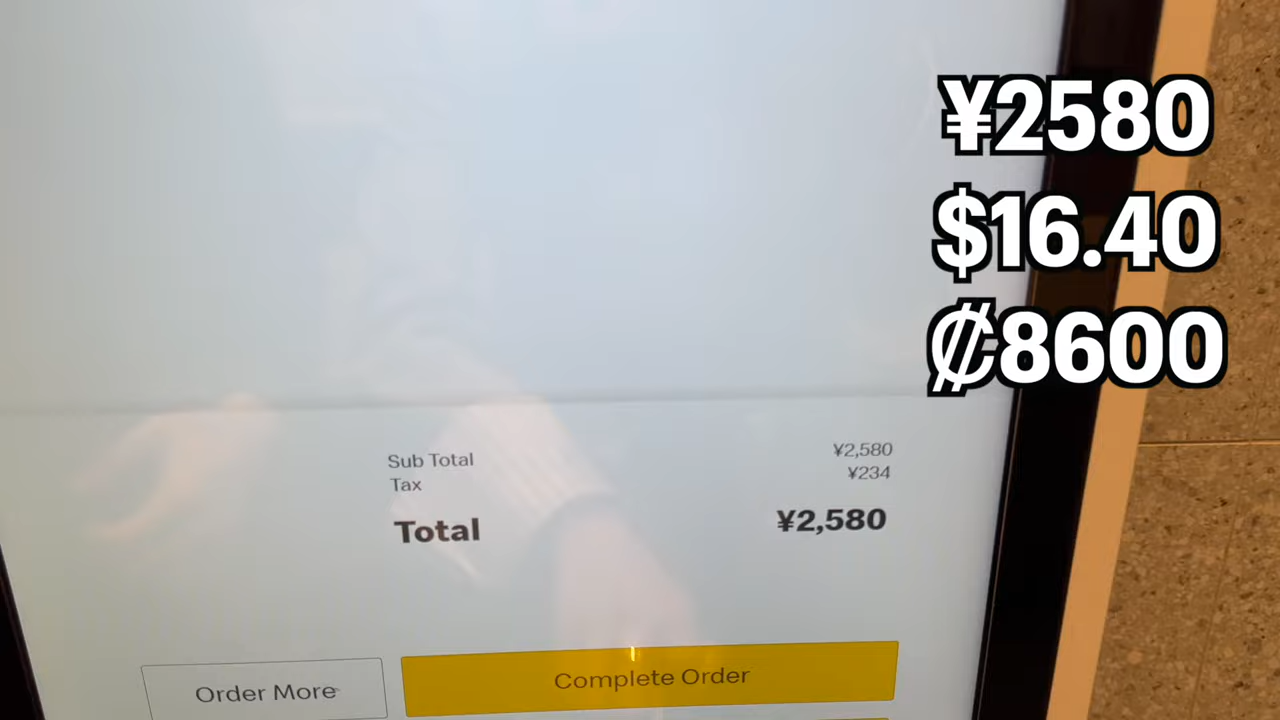 ¥2580
$16.40
₡8600
Sub Total ¥2,580
Tax ¥234
Total ¥2,580
Order More
Complete Order